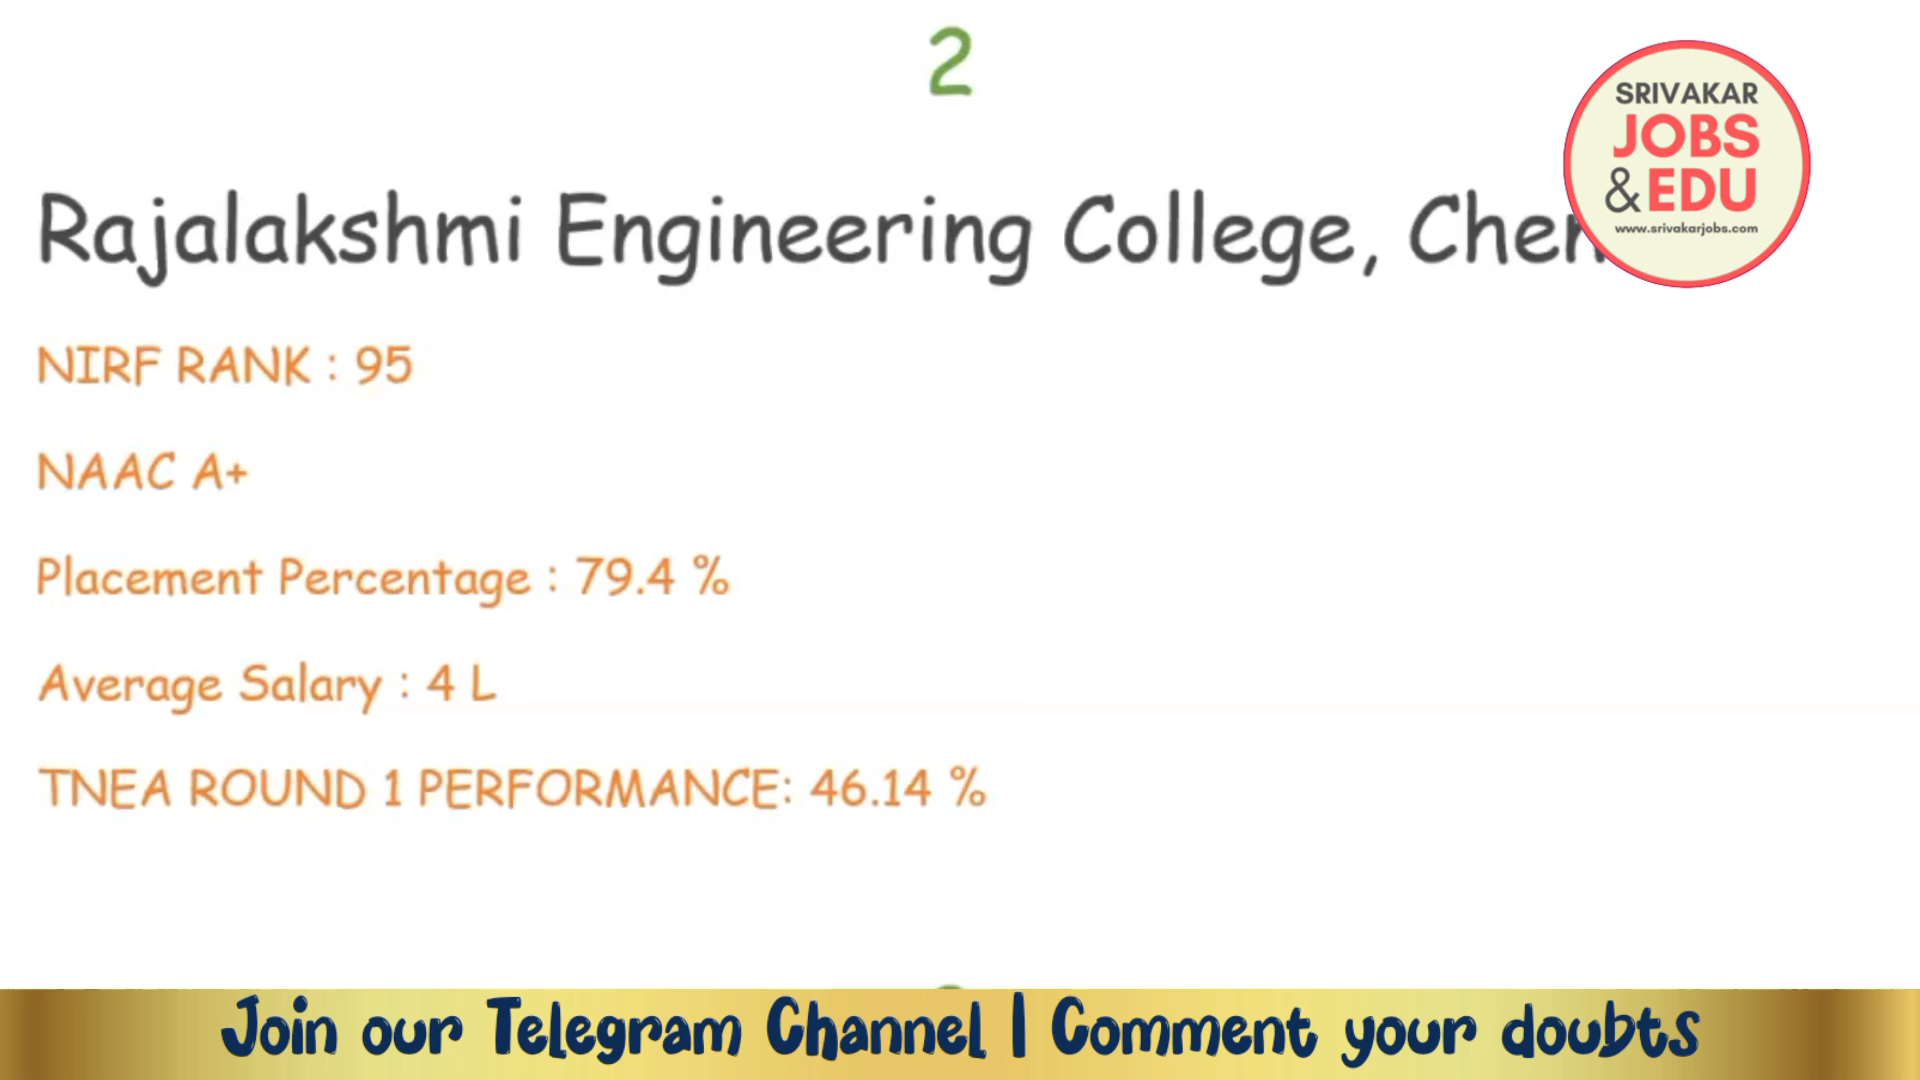 2
SRIVAKAR
JOBS
&EDU
www.srivakarjobs.com
Rajalakshmi Engineering College,
NIRF RANK : 95
NAAC A+
Placement Percentage : 79.4 %
Average Salary : 4 L
TNEA ROUND 1 PERFORMANCE: 46.14 %
Join our Telegram Channel | Comment your doubts